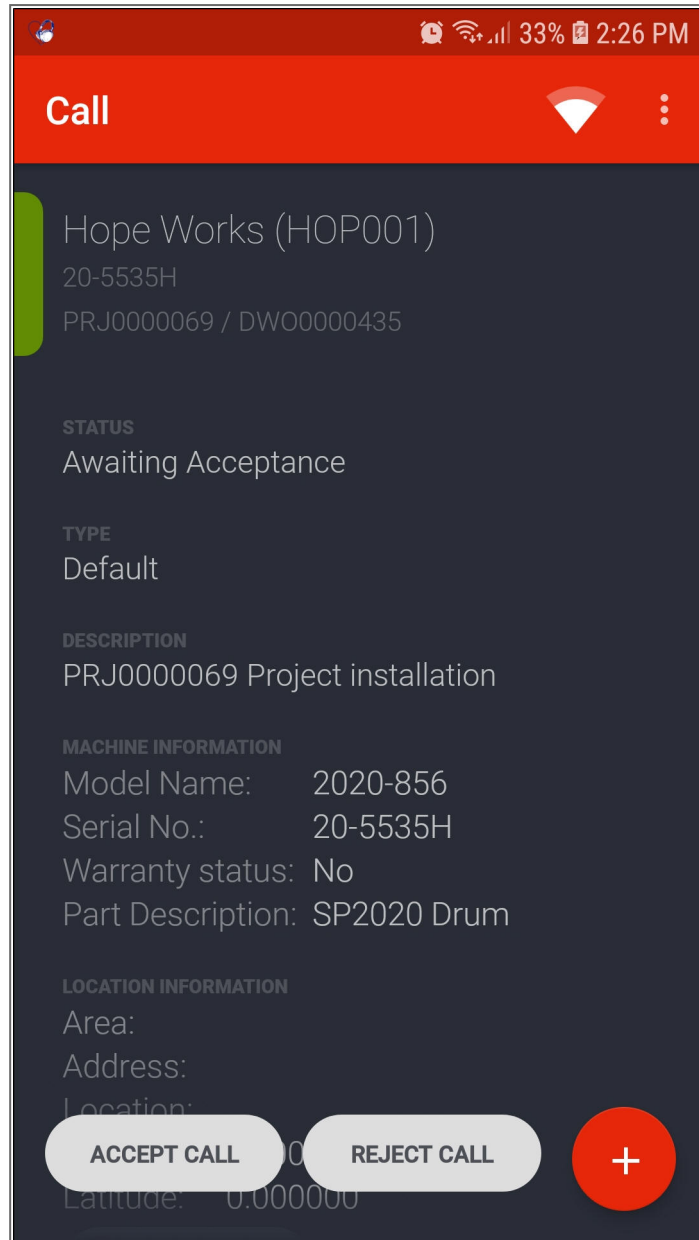 33% 2:26 PM
Call
Hope Works (HOP001)
20-5535H
PRJ0000069 / DWO0000435
STATUS
Awaiting Acceptance
TYPE
Default
DESCRIPTION
PRJ0000069 Project installation
MACHINE INFORMATION
Model Name: 2020-856
Serial No.: 20-5535H
Warranty status: No
Part Description: SP2020 Drum
LOCATION INFORMATION
Area:
Address:
Location:
ACCEPT CALL REJECT CALL +
Latitude: 0.000000